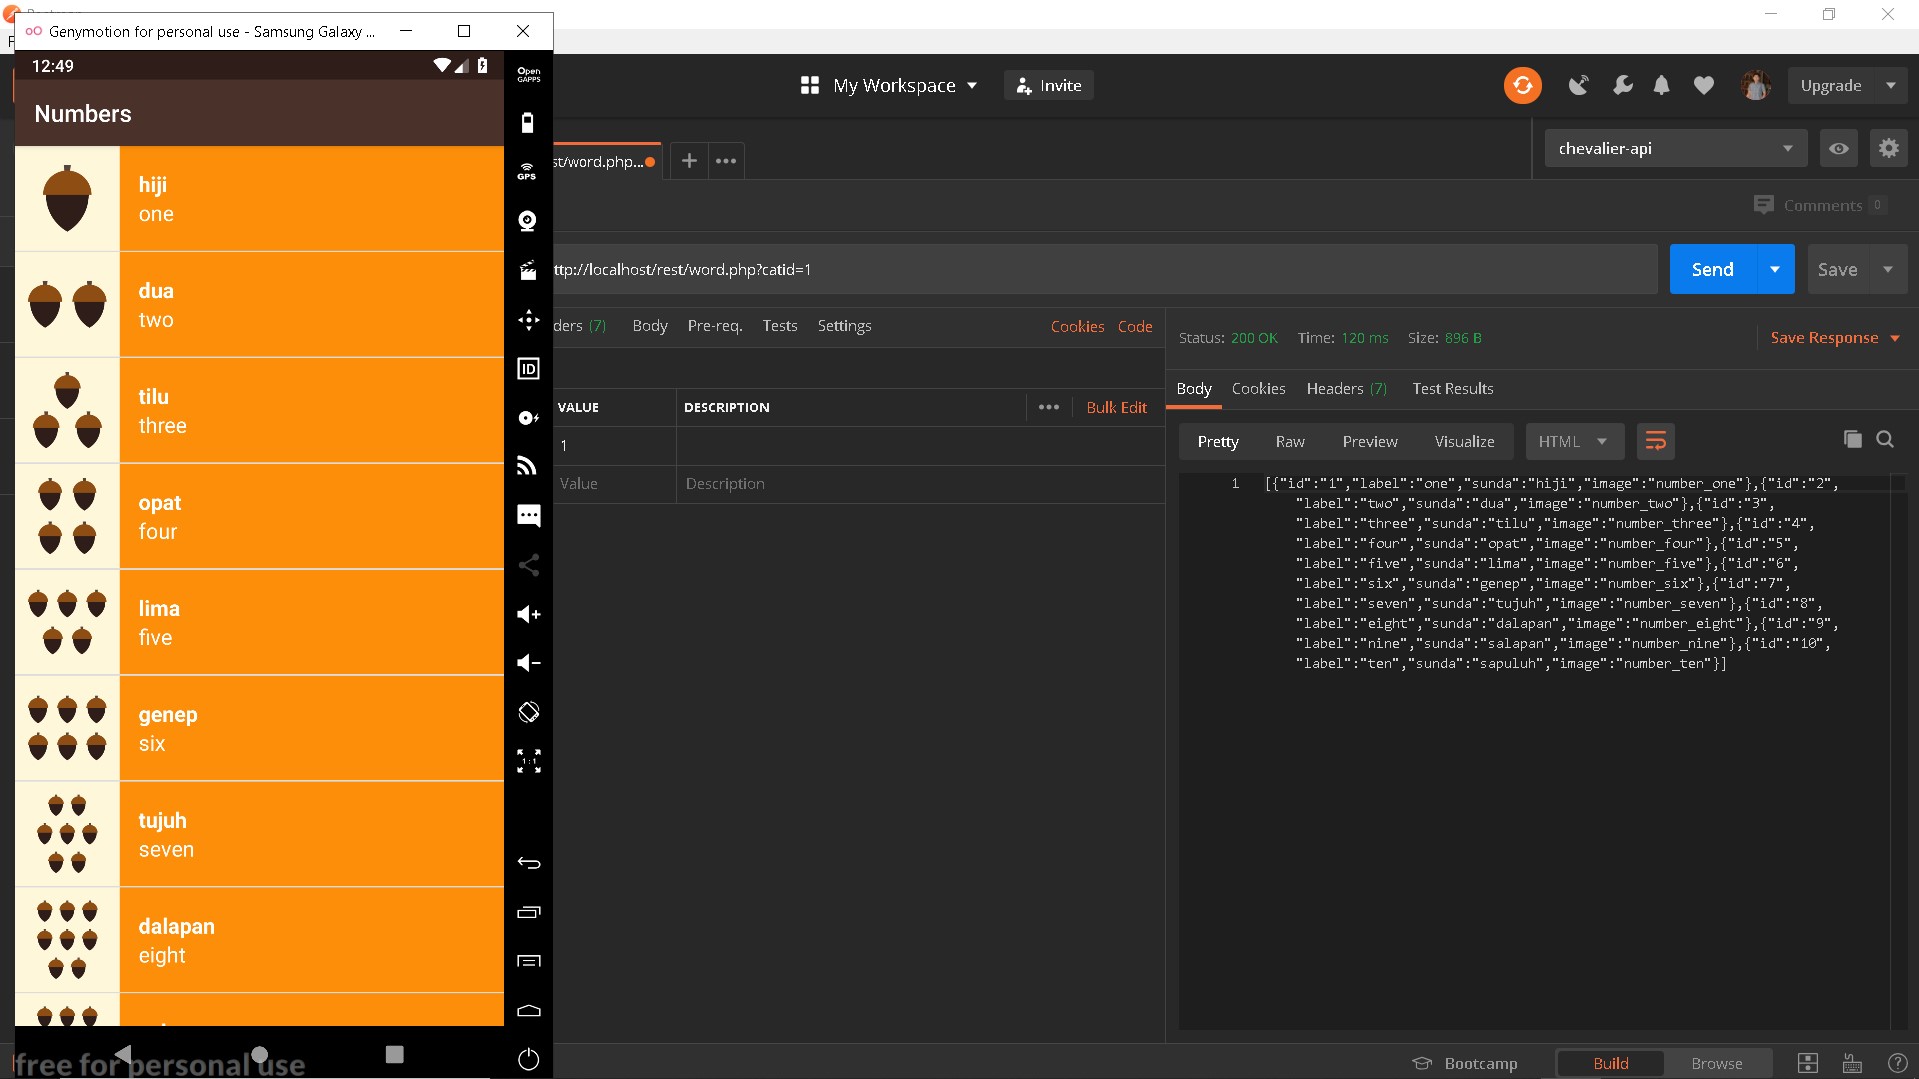 Genymotion for personal use - Samsung Galaxy ...
12:49
Numbers
hiji
one
dua
two
tilu
three
opat
four
lima
five
genep
six
tujuh
seven
dalapan
eight
free for personal use
Open
GAPPS
GPS
ID
1:1
My Workspace
Invite
Upgrade
st/word.php...
chevalier-api
Comments 0
ttp://localhost/rest/word.php?catid=1
Send
Save
ders (7) Body Pre-req. Tests Settings Cookies Code
VALUE DESCRIPTION Bulk Edit
1
Value Description
Status: 200 OK Time: 120 ms Size: 896 B Save Response
Body Cookies Headers (7) Test Results
Pretty Raw Preview Visualize HTML
1 [{"id":"1","label":"one","sunda":"hiji","image":"number_one"},{"id":"2",
"label":"two","sunda":"dua","image":"number_two"},{"id":"3",
"label":"three","sunda":"tilu","image":"number_three"},{"id":"4",
"label":"four","sunda":"opat","image":"number_four"},{"id":"5",
"label":"five","sunda":"lima","image":"number_five"},{"id":"6",
"label":"six","sunda":"genep","image":"number_six"},{"id":"7",
"label":"seven","sunda":"tujuh","image":"number_seven"},{"id":"8",
"label":"eight","sunda":"dalapan","image":"number_eight"},{"id":"9",
"label":"nine","sunda":"salapan","image":"number_nine"},{"id":"10",
"label":"ten","sunda":"sapuluh","image":"number_ten"}]
Bootcamp Build Browse